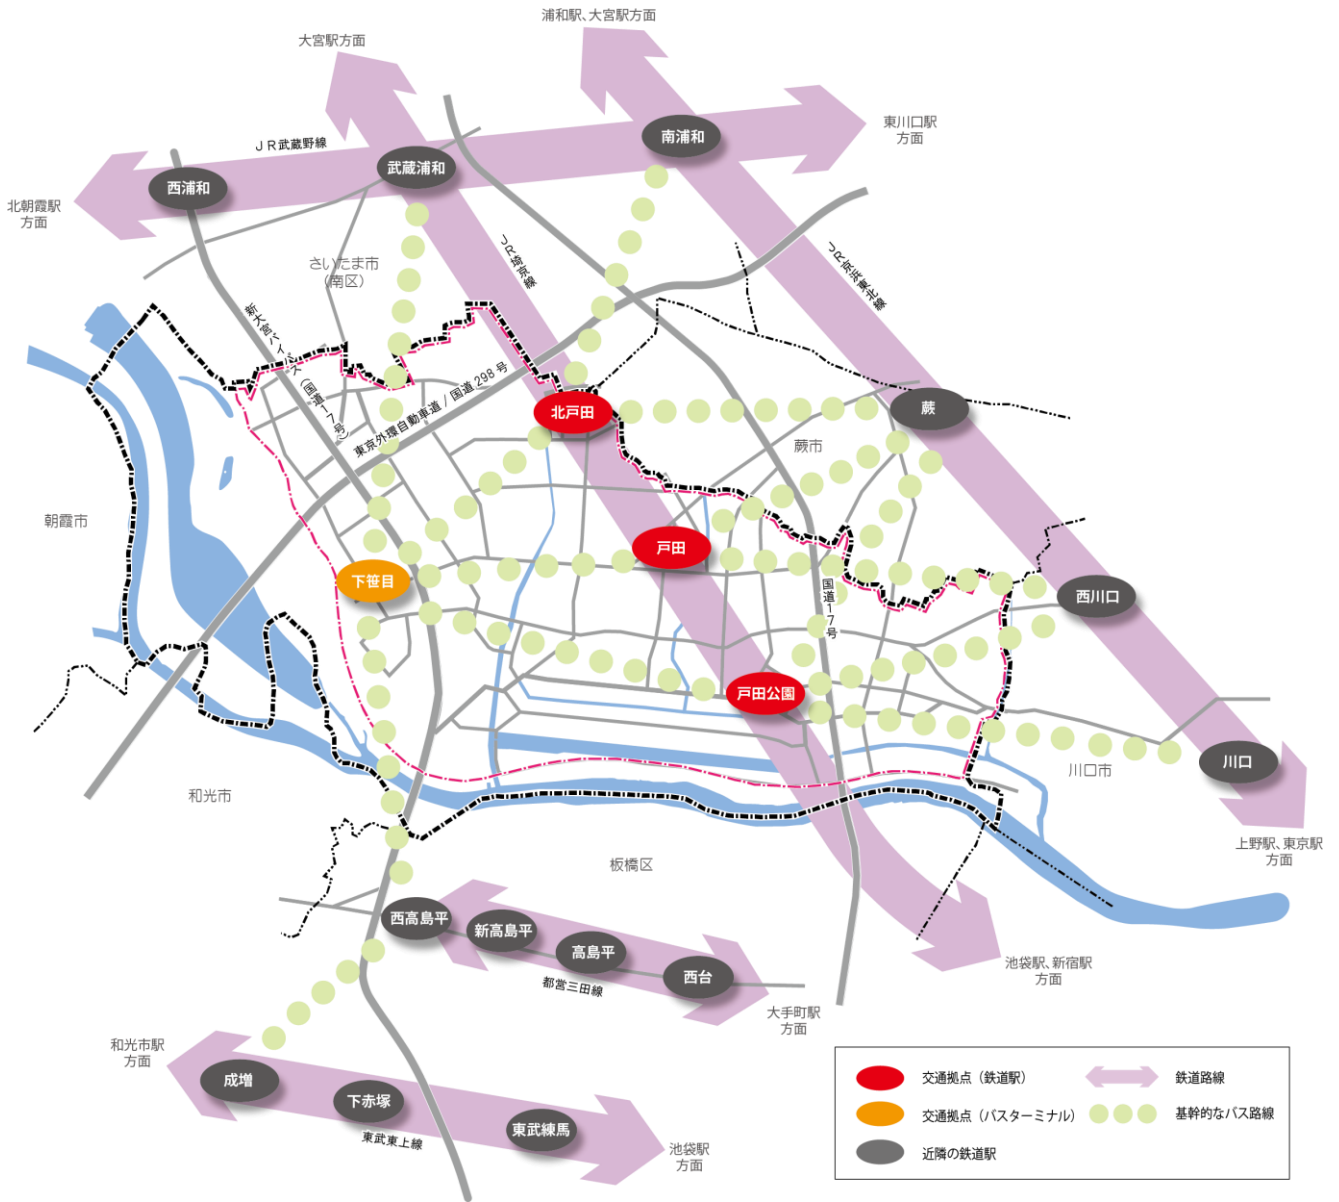 浦和駅、大宮駅方面
大宮駅方面
東川口駅
方面
南浦和
JR武蔵野線
武蔵浦和
西浦和
北朝霞駅
方面
さいたま市
(南区)
JR埼京線
JR京浜東北線
新大宮バイパス(国道17号)
東京外環自動車道/国道298号
北戸田
蕨
蕨市
朝霞市
戸田
下笹目
国道17号
西川口
戸田公園
川口
川口市
和光市
板橋区
上野駅、東京駅
方面
西高島平
新高島平
高島平
西台
都営三田線
池袋駅、新宿駅
方面
大手町駅
方面
和光市駅
方面
成増
下赤塚
東武練馬
東武東上線
池袋駅
方面
交通拠点(鉄道駅)
鉄道路線
交通拠点(バスターミナル)
基幹的なバス路線
近隣の鉄道駅